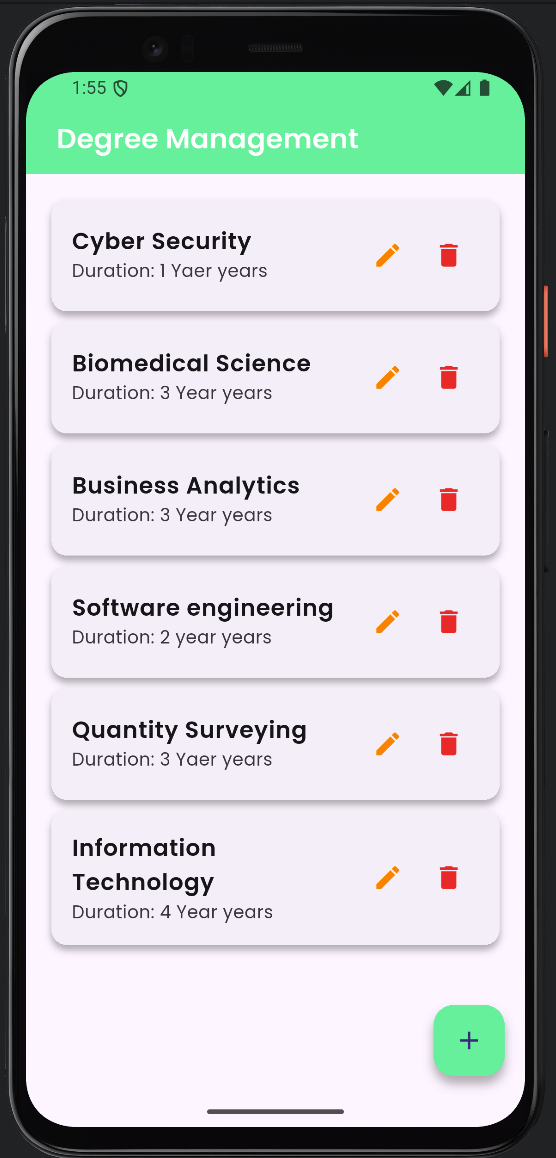 1:55
Degree Management
Cyber Security
Duration: 1 Yaer years
Biomedical Science
Duration: 3 Year years
Business Analytics
Duration: 3 Year years
Software engineering
Duration: 2 year years
Quantity Surveying
Duration: 3 Yaer years
Information
Technology
Duration: 4 Year years
+